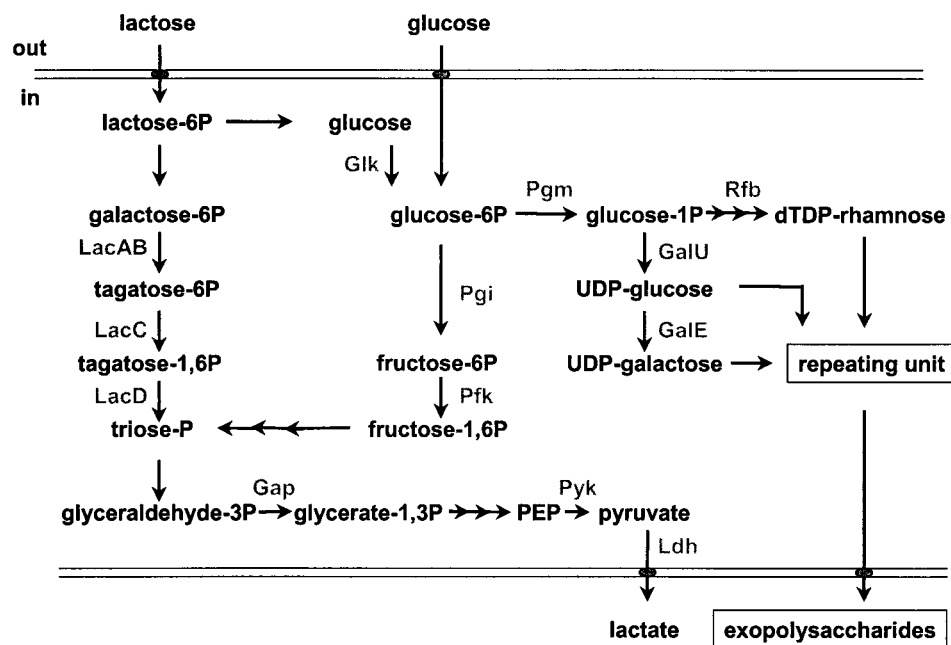 lactose glucose
out
in
lactose-6P glucose
Glk
Pgm Rfb
galactose-6P glucose-6P glucose-1P dTDP-rhamnose
LacAB GalU
tagatose-6P Pgi UDP-glucose
LacC GalE
tagatose-1,6P fructose-6P UDP-galactose repeating unit
LacD Pfk
triose-P fructose-1,6P
Gap Pyk
glyceraldehyde-3P glycerate-1,3P PEP pyruvate
Ldh
lactate exopolysaccharides